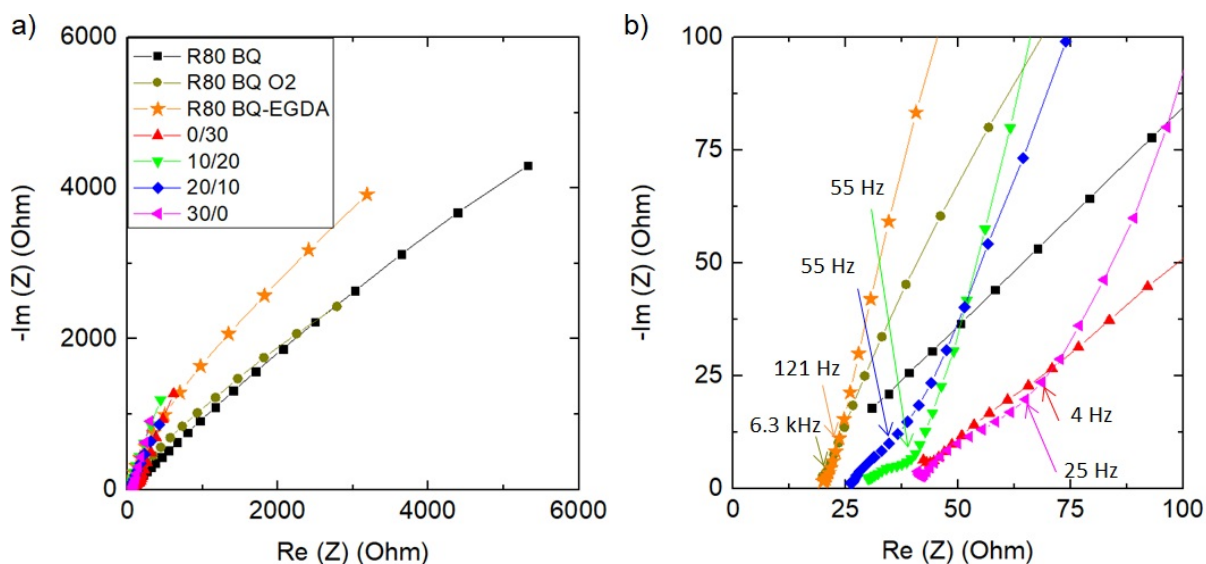 a)
6000
4000
2000
0
-Im (Z) (Ohm)
R80 BQ
R80 BQ O2
R80 BQ-EGDA
0/30
10/20
20/10
30/0
0
2000
4000
6000
Re (Z) (Ohm)
b)
100
75
50
25
0
-Im (Z) (Ohm)
55 Hz
55 Hz
121 Hz
6.3 kHz
4 Hz
25 Hz
0
25
50
75
100
Re (Z) (Ohm)